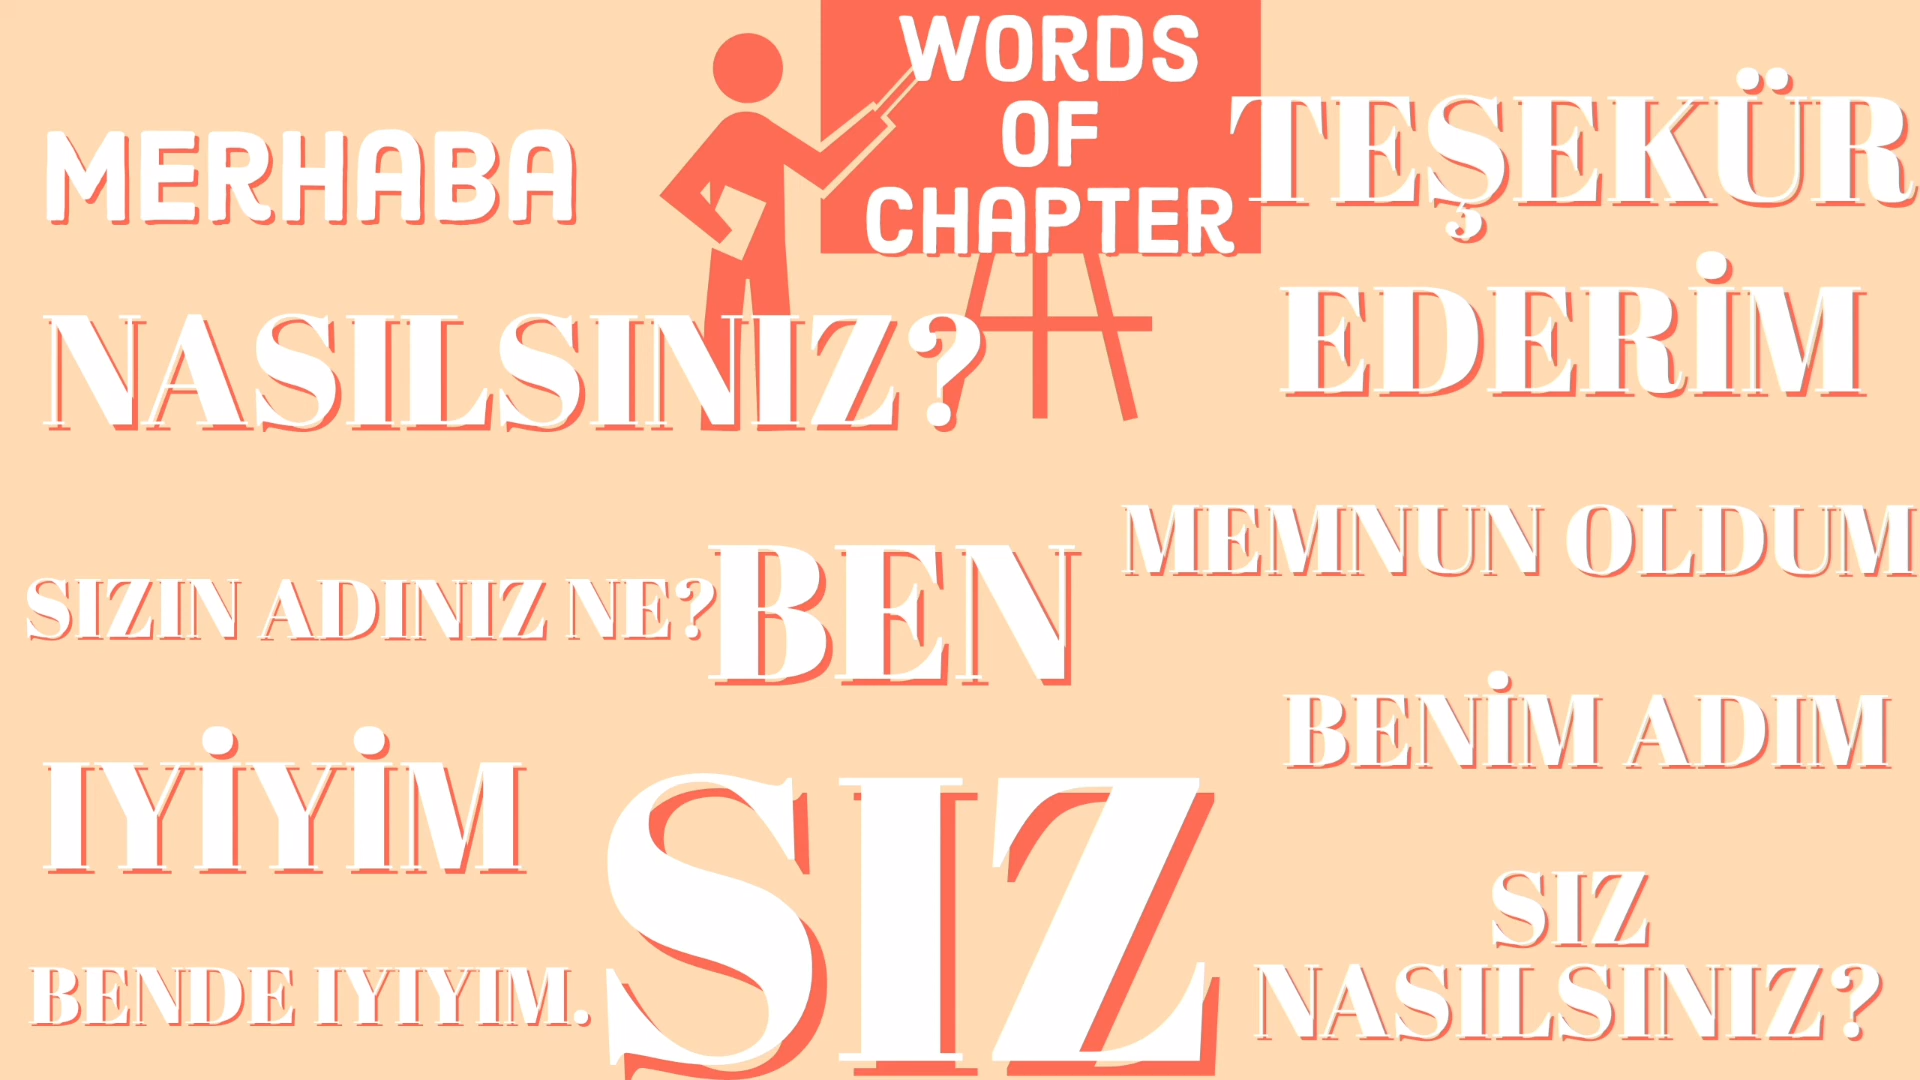 WORDS
OF
CHAPTER
MERHABA
NASILSINIZ?
SIZIN ADINIZ NE?
IYİYİM
BENDE IYIYIM.
BEN
SIZ
TEŞEKÜR
EDERİM
MEMNUN OLDUM
BENİM ADIM
SIZ
NASILSINIZ?